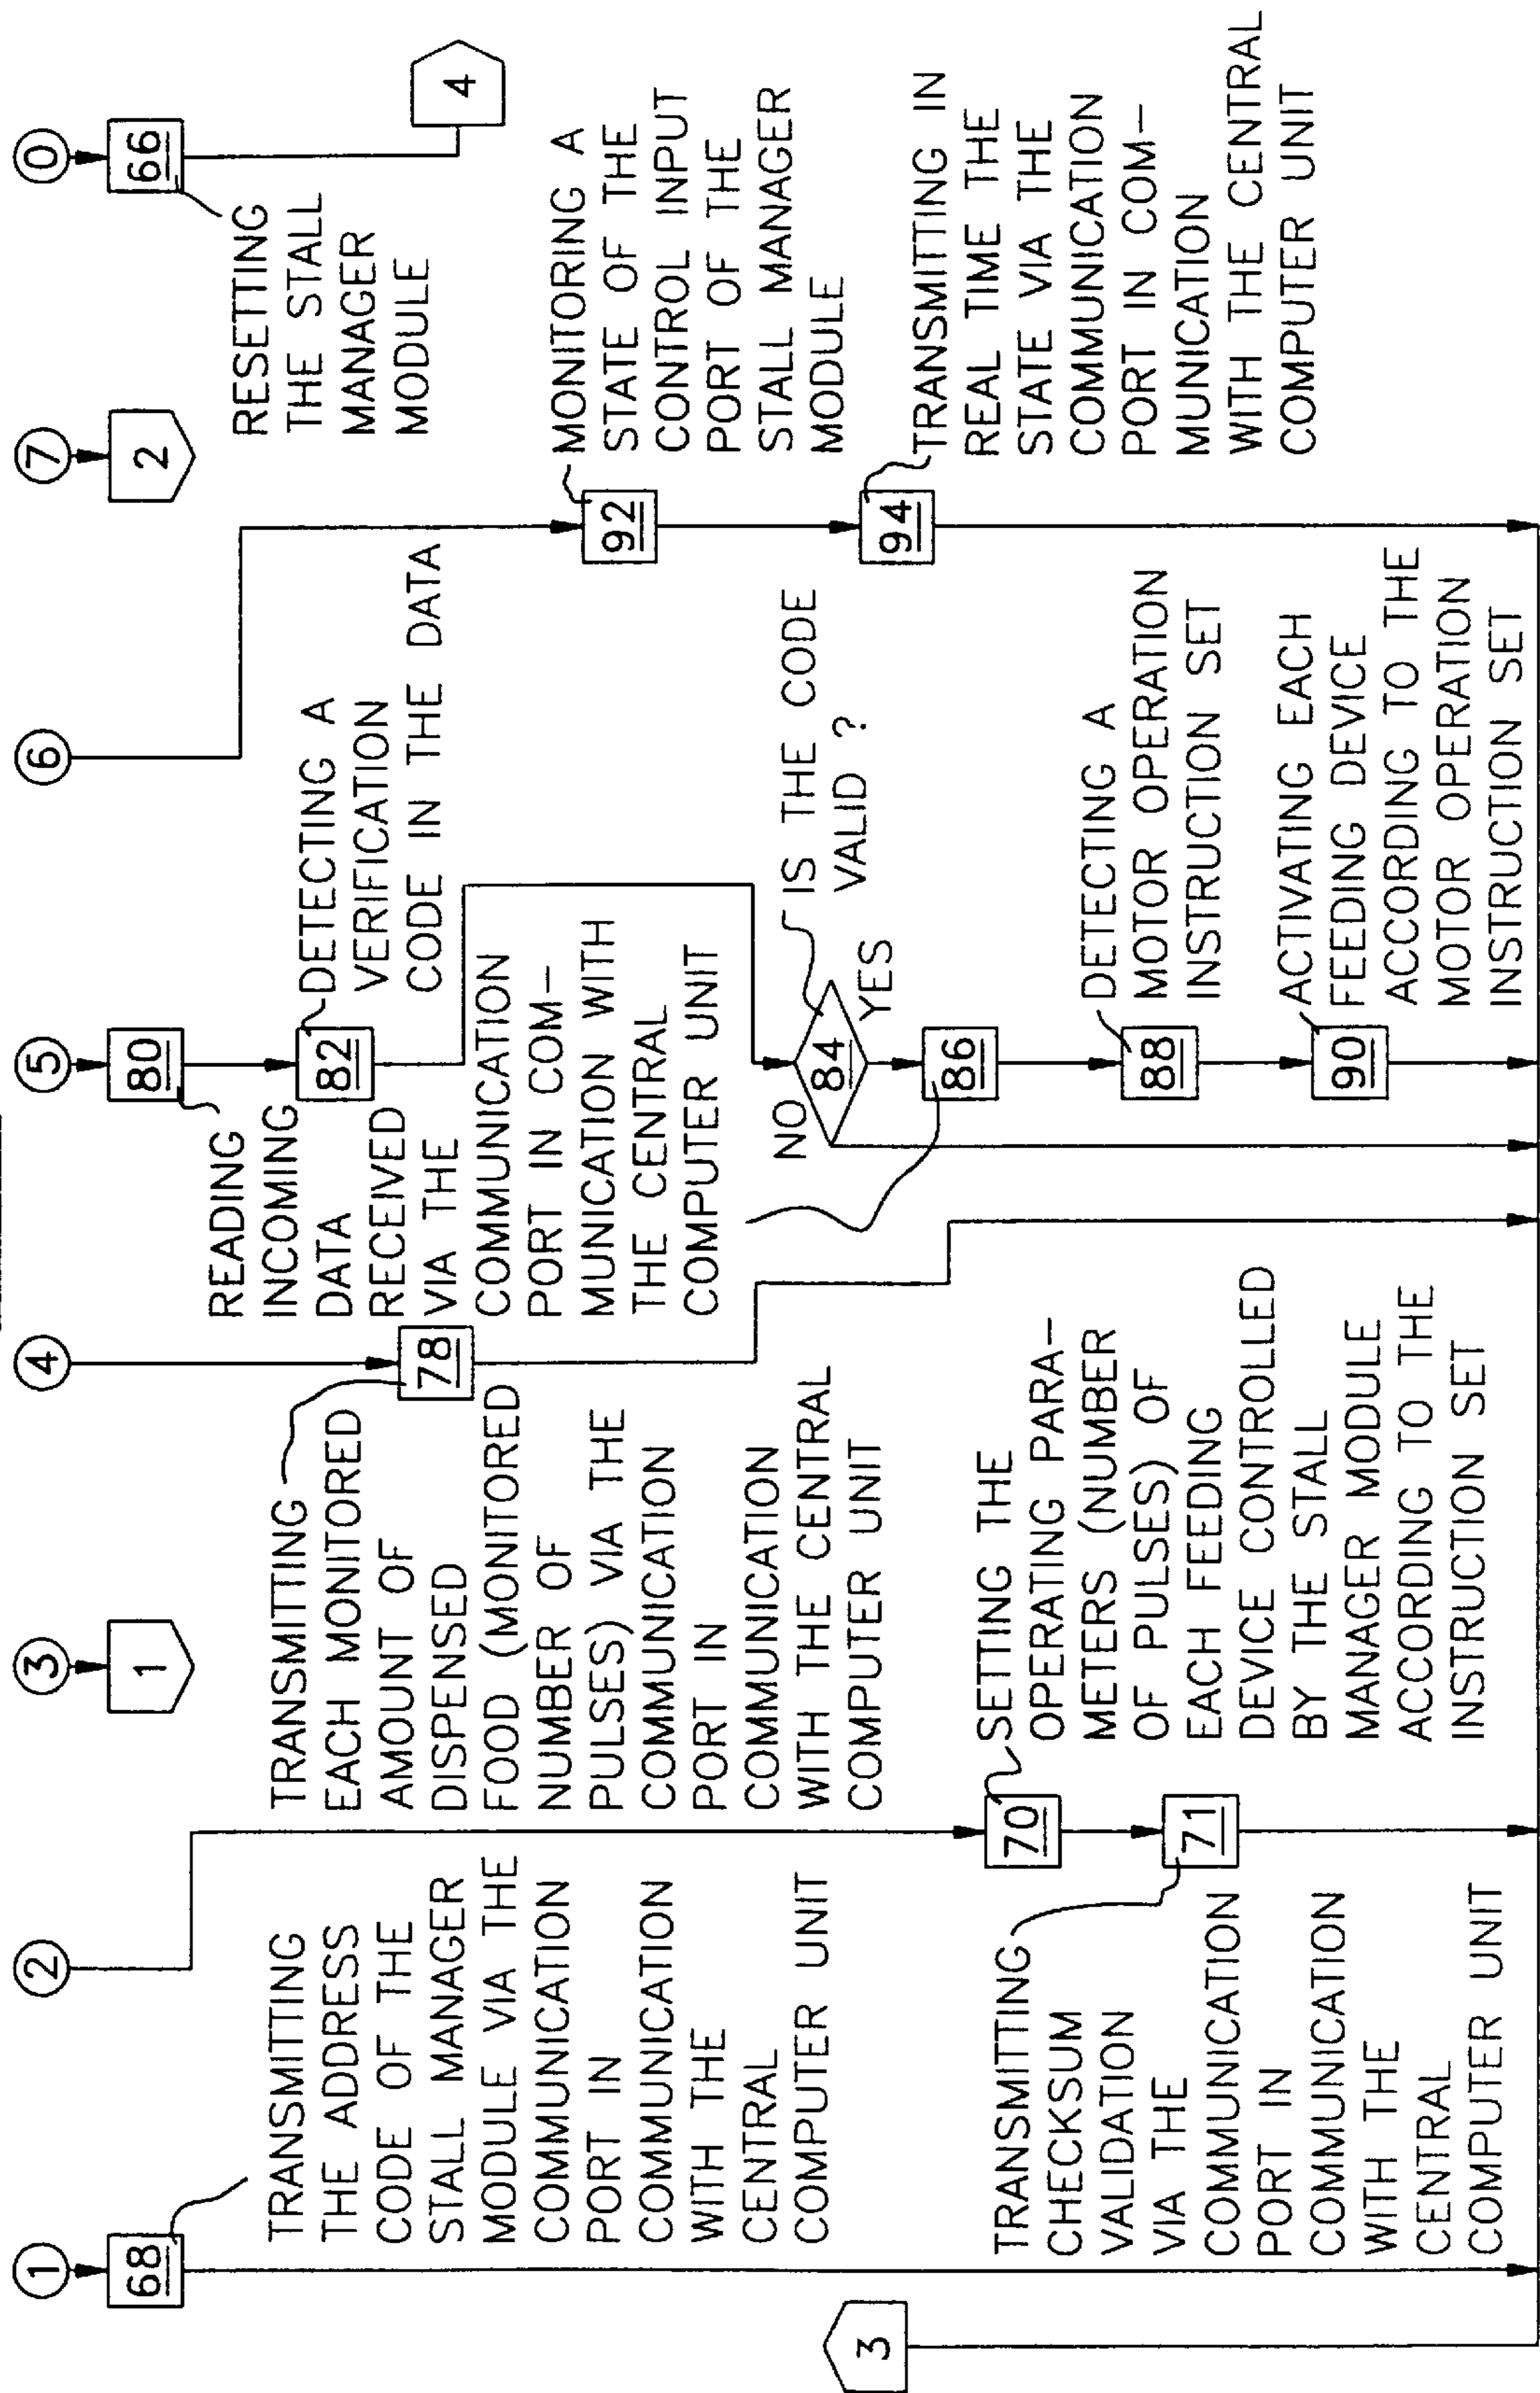 1
2
3
4
5
6
7
0
68
TRANSMITTING
THE ADDRESS
CODE OF THE
STALL MANAGER
MODULE VIA THE
COMMUNICATION
PORT IN
COMMUNICATION
WITH THE
CENTRAL
COMPUTER UNIT
3
70
SETTING THE
OPERATING PARA-
METERS (NUMBER
OF PULSES) OF
EACH FEEDING
DEVICE CONTROLLED
BY THE STALL
MANAGER MODULE
ACCORDING TO THE
INSTRUCTION SET
71
TRANSMITTING
CHECKSUM
VALIDATION
VIA THE
COMMUNICATION
PORT IN
COMMUNICATION
WITH THE
CENTRAL
COMPUTER UNIT
1
78
TRANSMITTING
EACH MONITORED
AMOUNT OF
DISPENSED
FOOD (MONITORED
NUMBER OF
PULSES) VIA THE
COMMUNICATION
PORT IN
COMMUNICATION
WITH THE CENTRAL
COMPUTER UNIT
80
READING
INCOMING
DATA
RECEIVED
VIA THE
COMMUNICATION
PORT IN COM-
MUNICATION WITH
THE CENTRAL
COMPUTER UNIT
82
DETECTING A
VERIFICATION
CODE IN THE DATA
84
IS THE CODE
VALID ?
NO
YES
86
88
DETECTING A
MOTOR OPERATION
INSTRUCTION SET
90
ACTIVATING EACH
FEEDING DEVICE
ACCORDING TO THE
MOTOR OPERATION
INSTRUCTION SET
92
MONITORING A
STATE OF THE
CONTROL INPUT
PORT OF THE
STALL MANAGER
MODULE
94
TRANSMITTING IN
REAL TIME THE
STATE VIA THE
COMMUNICATION
PORT IN COM-
MUNICATION
WITH THE CENTRAL
COMPUTER UNIT
2
66
RESETTING
THE STALL
MANAGER
MODULE
4